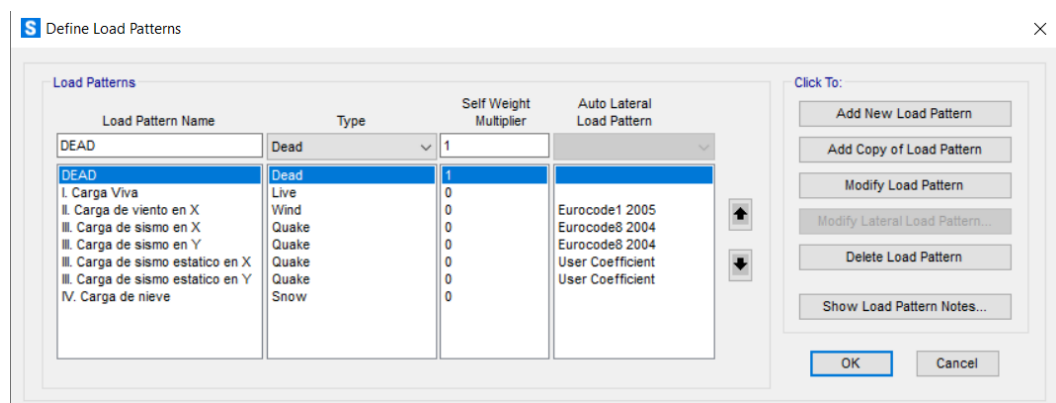 S Define Load Patterns
Load Patterns
Click To:
Load Pattern Name Type Self Weight Multiplier Auto Lateral Load Pattern
DEAD Dead 1
DEAD Dead 1
I. Carga Viva Live 0
II. Carga de viento en X Wind 0 Eurocode1 2005
III. Carga de sismo en X Quake 0 Eurocode8 2004
III. Carga de sismo en Y Quake 0 Eurocode8 2004
III. Carga de sismo estatico en X Quake 0 User Coefficient
III. Carga de sismo estatico en Y Quake 0 User Coefficient
IV. Carga de nieve Snow 0
Add New Load Pattern
Add Copy of Load Pattern
Modify Load Pattern
Modify Lateral Load Pattern...
Delete Load Pattern
Show Load Pattern Notes...
OK Cancel